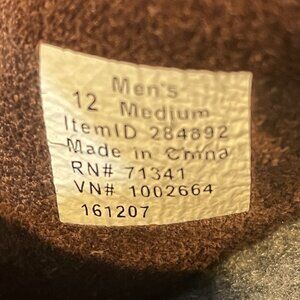 Men's
12 Medium
ItemID 284892
Made in China
RN# 71341
VN# 1002664
161207